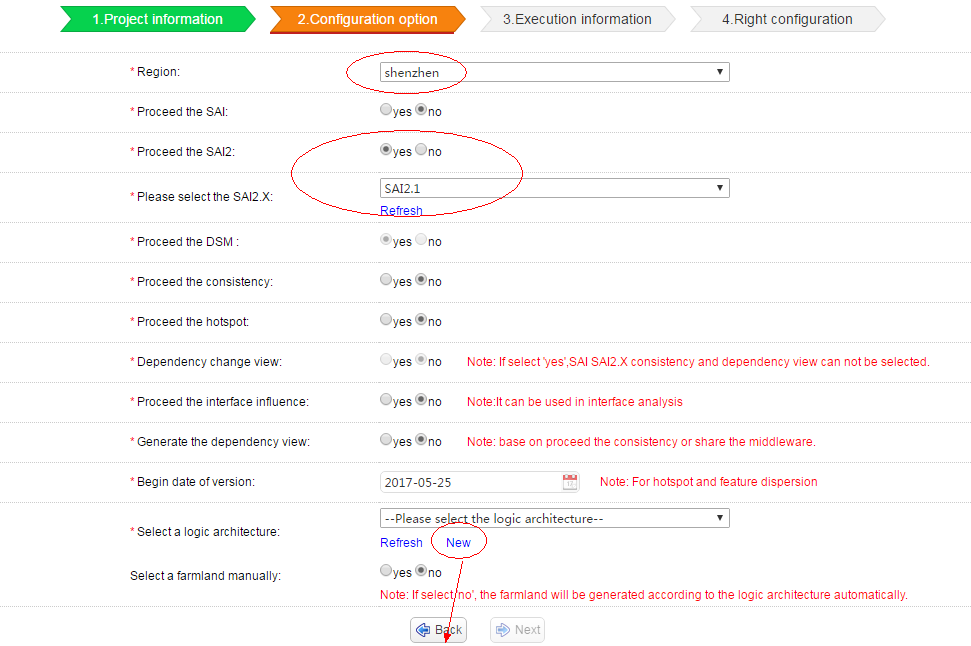 1.Project information 2.Configuration option 3.Execution information 4.Right configuration
* Region: shenzhen
* Proceed the SAI: yes no
* Proceed the SAI2: yes no
* Please select the SAI2.X: SAI2.1
Refresh
* Proceed the DSM : yes no
* Proceed the consistency: yes no
* Proceed the hotspot: yes no
* Dependency change view: yes no Note: If select 'yes',SAI SAI2.X consistency and dependency view can not be selected.
* Proceed the interface influence: yes no Note:It can be used in interface analysis
* Generate the dependency view: yes no Note: base on proceed the consistency or share the middleware.
* Begin date of version: 2017-05-25 Note: For hotspot and feature dispersion
* Select a logic architecture: --Please select the logic architecture--
Refresh New
Select a farmland manually: yes no
Note: If select 'no', the farmland will be generated according to the logic architecture automatically.
Back Next